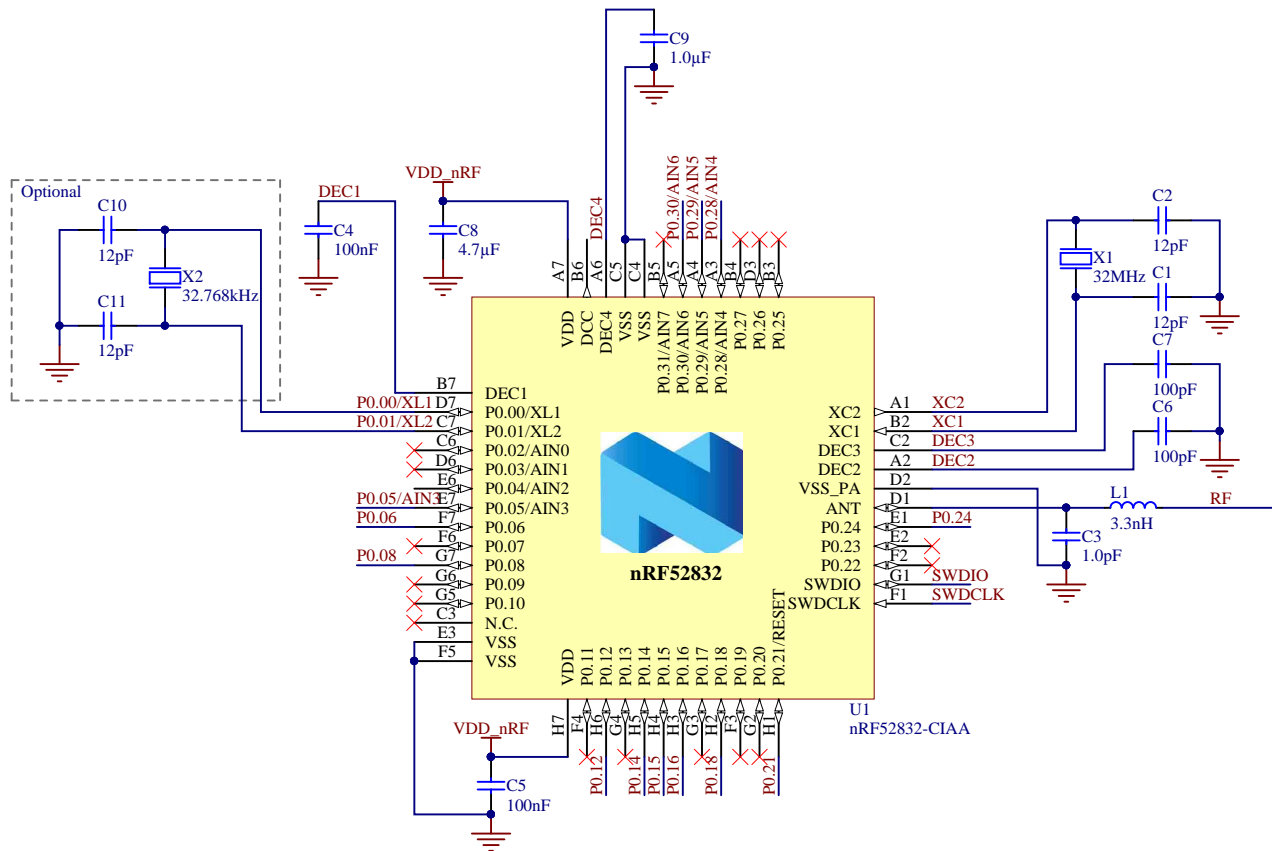 C9
1.0µF
VDD_nRF
P0.30/AIN6
P0.29/AIN5
P0.28/AIN4
Optional
DEC1
DEC4
C10
12pF
C4
100nF
C8
4.7µF
C2
12pF
X2
32.768kHz
X1
32MHz
C11
12pF
C1
12pF
A7
B6
A6
C5
C4
B5
A5
A4
A3
B4
D3
B3
VDD
DCC
DEC4
VSS
VSS
P0.31/AIN7
P0.30/AIN6
P0.29/AIN5
P0.28/AIN4
P0.27
P0.26
P0.25
C7
100pF
C6
100pF
B7 DEC1
P0.00/XL1 D7 P0.00/XL1
P0.01/XL2 C7 P0.01/XL2
C6 P0.02/AIN0
D6 P0.03/AIN1
E6 P0.04/AIN2
P0.05/AIN3 E7 P0.05/AIN3
P0.06 F7 P0.06
F6 P0.07
P0.08 G7 P0.08
G6 P0.09
G5 P0.10
C3 N.C.
E3 VSS
F5 VSS
XC2 A1 XC2
XC1 B2 XC1
DEC3 C2 DEC3
DEC2 A2 DEC2
VSS_PA D2
ANT D1
P0.24 E1 P0.24
P0.23 E2
P0.22 F2
SWDIO G1 SWDIO
SWDCLK F1 SWDCLK
L1
3.3nH
RF
C3
1.0pF
nRF52832
VDD
P0.11
P0.12
P0.13
P0.14
P0.15
P0.16
P0.17
P0.18
P0.19
P0.20
P0.21/RESET
H7
F4
H6
G4
H5
H4
H3
G3
H2
F3
G2
H1
U1
nRF52832-CIAA
VDD_nRF
C5
100nF
P0.12
P0.14
P0.15
P0.16
P0.18
P0.21